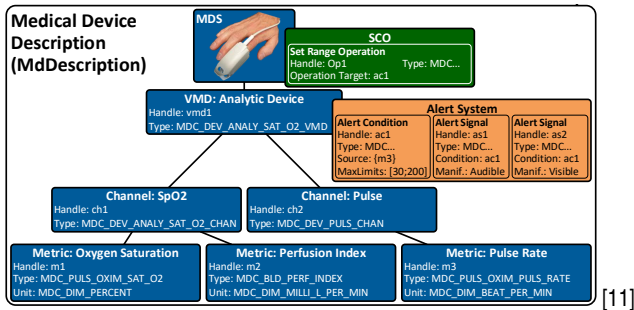 Medical Device
Description
(MdDescription)
MDS
SCO
Set Range Operation
Handle: Op1 Type: MDC...
Operation Target: ac1
VMD: Analytic Device
Handle: vmd1
Type: MDC_DEV_ANALY_SAT_O2_VMD
Alert System
Alert Condition
Handle: ac1
Type: MDC...
Source: {m3}
MaxLimits: [30;200]
Alert Signal
Handle: as1
Type: MDC...
Condition: ac1
Manif.: Audible
Alert Signal
Handle: as2
Type: MDC...
Condition: ac1
Manif.: Visible
Channel: SpO2
Handle: ch1
Type: MDC_DEV_ANALY_SAT_O2_CHAN
Channel: Pulse
Handle: ch2
Type: MDC_DEV_PULS_CHAN
Metric: Oxygen Saturation
Handle: m1
Type: MDC_PULS_OXIM_SAT_O2
Unit: MDC_DIM_PERCENT
Metric: Perfusion Index
Handle: m2
Type: MDC_BLD_PERF_INDEX
Unit: MDC_DIM_MILLI_L_PER_MIN
Metric: Pulse Rate
Handle: m3
Type: MDC_PULS_OXIM_PULS_RATE
Unit: MDC_DIM_BEAT_PER_MIN
[11]